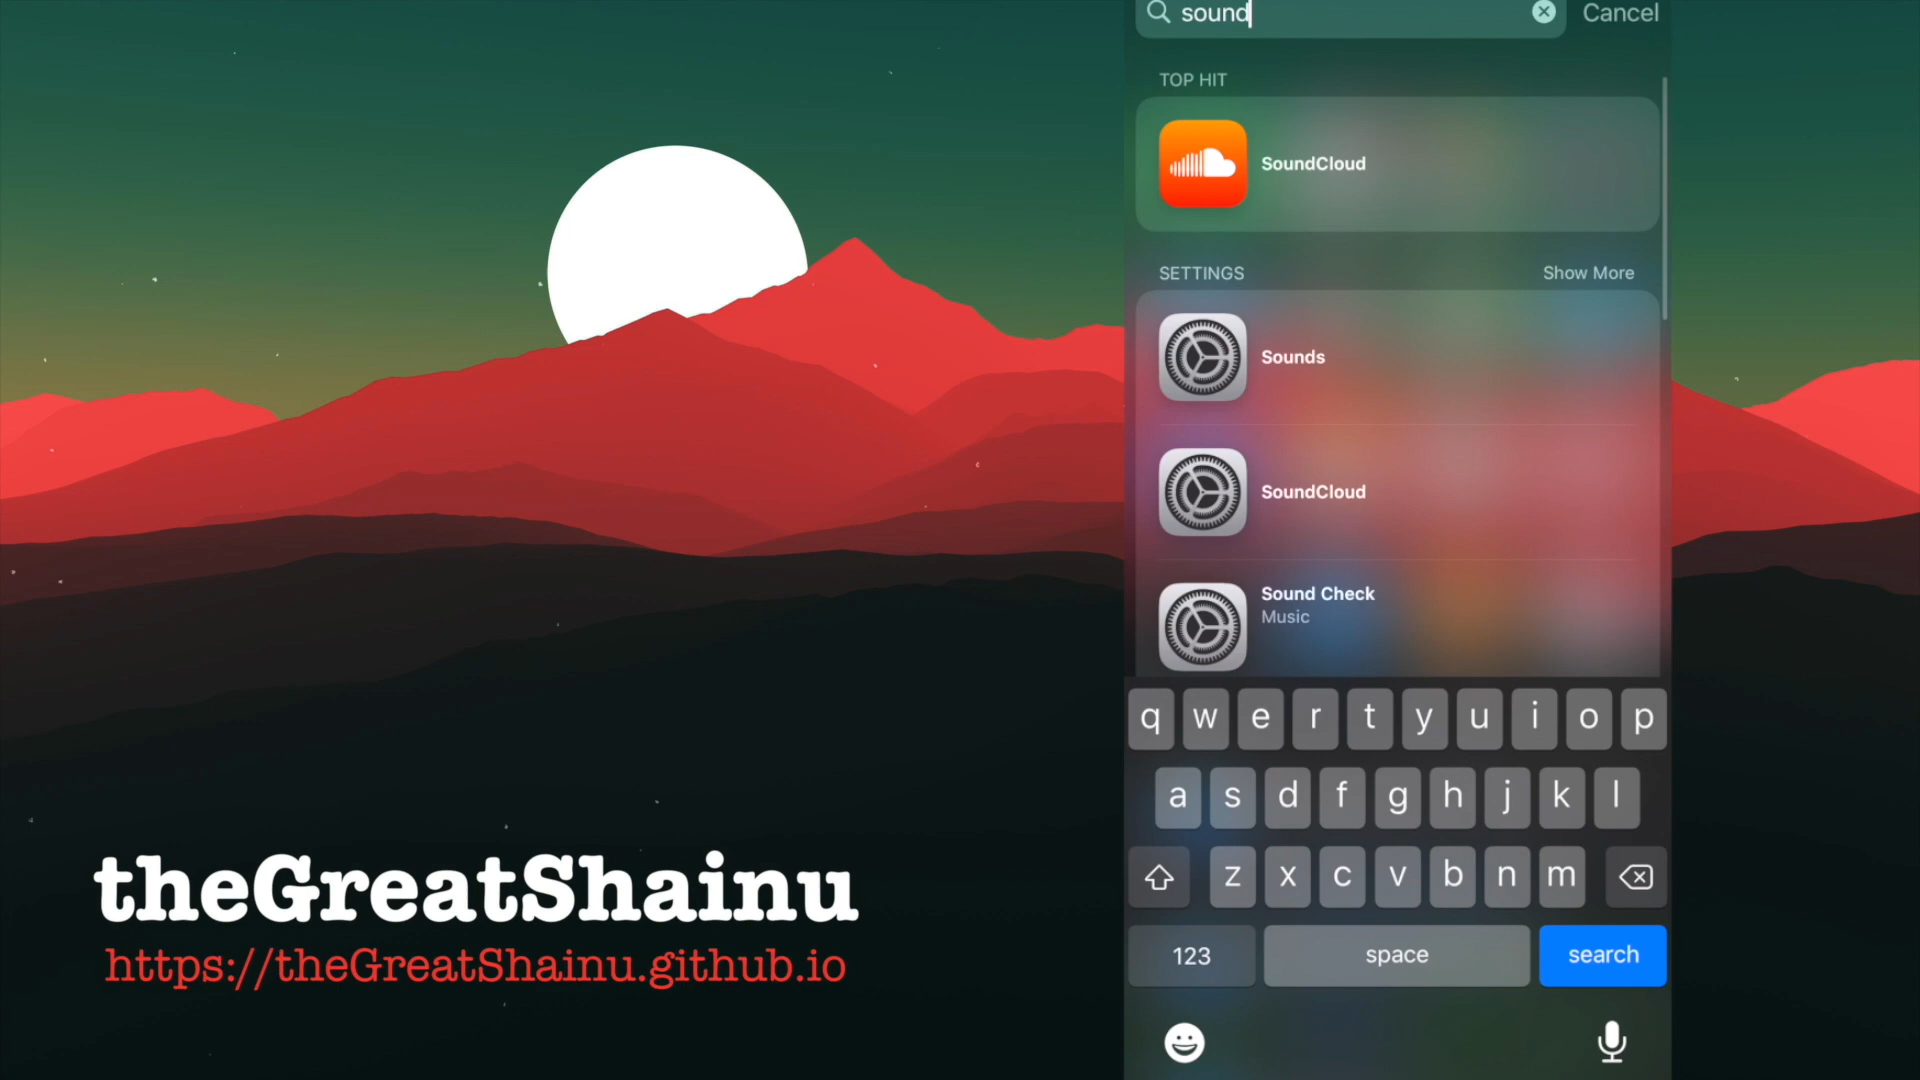 sound
Cancel
TOP HIT
SoundCloud
SETTINGS
Show More
Sounds
SoundCloud
Sound Check
Music
q w e r t y u i o p
a s d f g h j k l
z x c v b n m
123
space
search
theGreatShainu
https://theGreatShainu.github.io